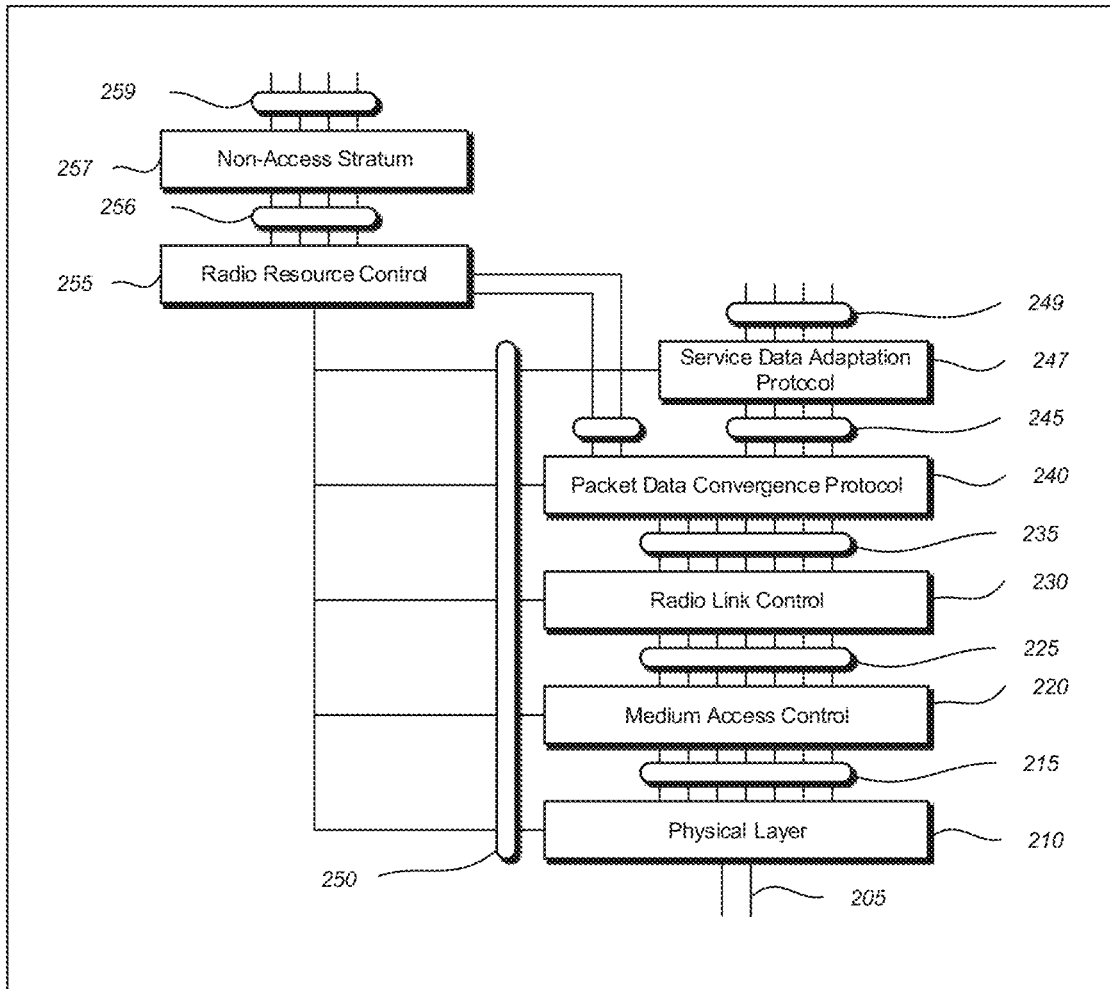 259
Non-Access Stratum
257
256
Radio Resource Control
255
249
Service Data Adaptation
Protocol
247
245
Packet Data Convergence Protocol
240
235
Radio Link Control
230
225
Medium Access Control
220
215
Physical Layer
210
250
205